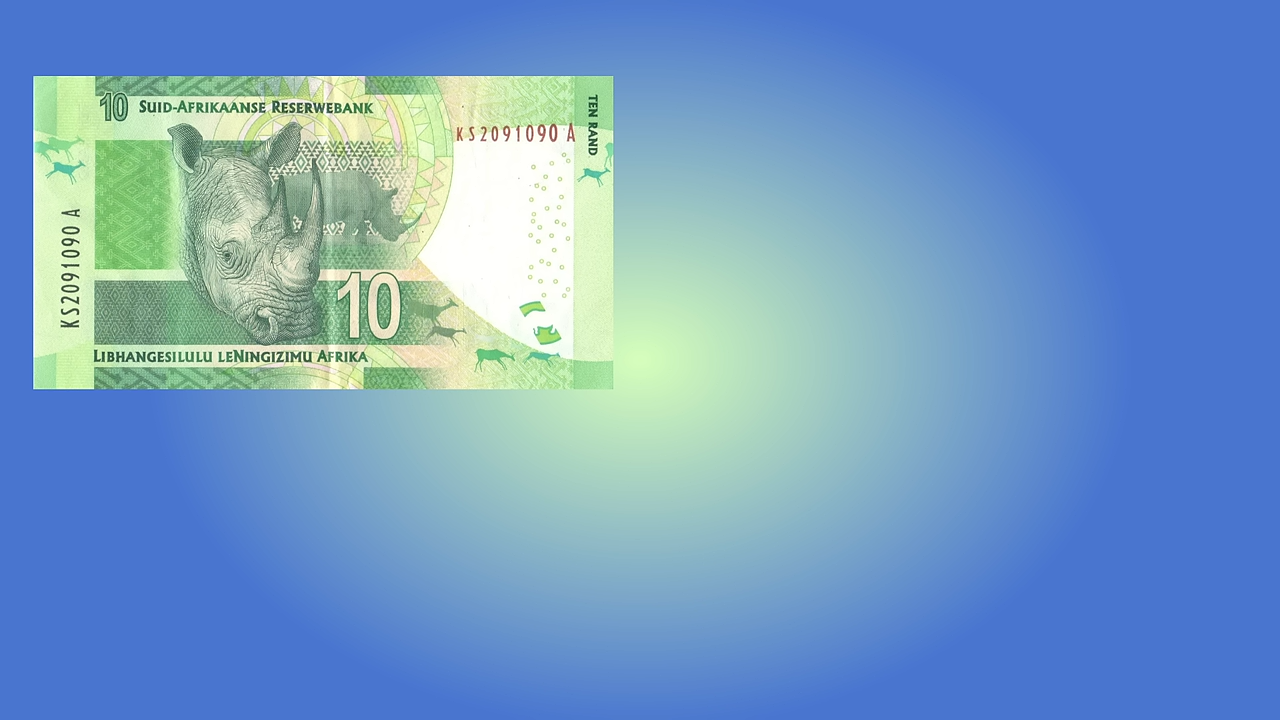 10 SUID-AFRIKAANSE RESERWEBANK
KS2091090 A
TEN RAND
KS2091090 A
10
LIBHANGESILULU LENINGIZIMU AFRIKA